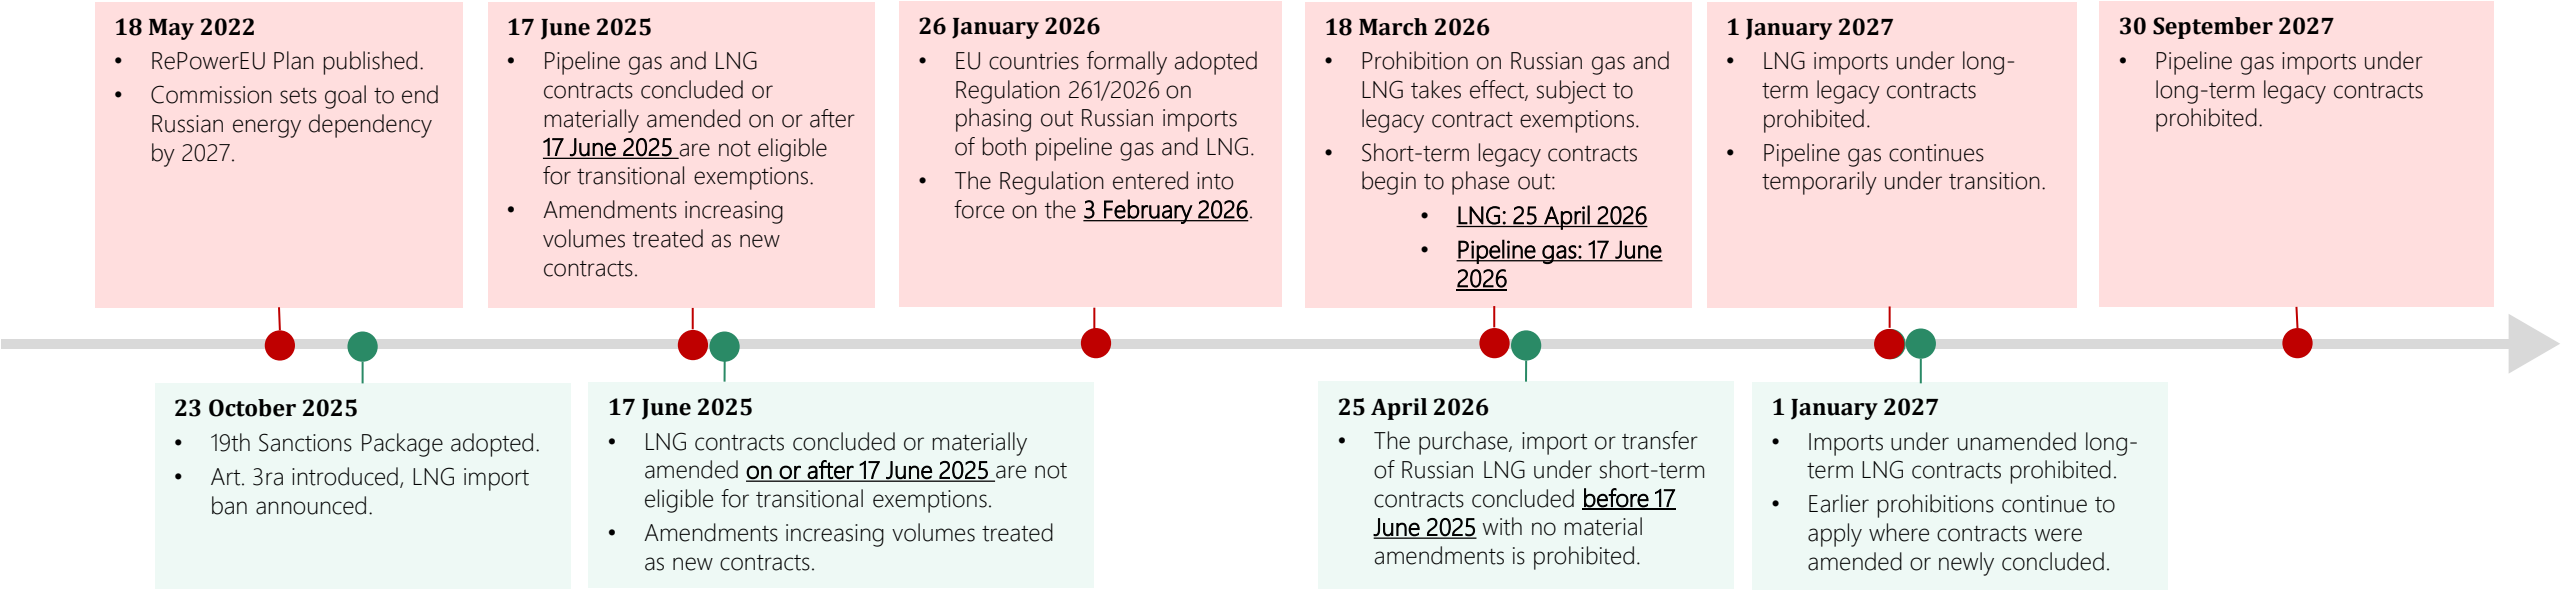 18 May 2022
• RePowerEU Plan published.
• Commission sets goal to end
Russian energy dependency
by 2027.
17 June 2025
• Pipeline gas and LNG
contracts concluded or
materially amended on or after
17 June 2025 are not eligible
for transitional exemptions.
• Amendments increasing
volumes treated as new
contracts.
26 January 2026
• EU countries formally adopted
Regulation 261/2026 on
phasing out Russian imports
of both pipeline gas and LNG.
• The Regulation entered into
force on the 3 February 2026.
18 March 2026
• Prohibition on Russian gas and
LNG takes effect, subject to
legacy contract exemptions.
• Short-term legacy contracts
begin to phase out:
• LNG: 25 April 2026
• Pipeline gas: 17 June
2026
1 January 2027
• LNG imports under long-
term legacy contracts
prohibited.
• Pipeline gas continues
temporarily under transition.
30 September 2027
• Pipeline gas imports under
long-term legacy contracts
prohibited.
23 October 2025
• 19th Sanctions Package adopted.
• Art. 3ra introduced, LNG import
ban announced.
17 June 2025
• LNG contracts concluded or materially
amended on or after 17 June 2025 are not
eligible for transitional exemptions.
• Amendments increasing volumes treated
as new contracts.
25 April 2026
• The purchase, import or transfer
of Russian LNG under short-term
contracts concluded before 17
June 2025 with no material
amendments is prohibited.
1 January 2027
• Imports under unamended long-
term LNG contracts prohibited.
• Earlier prohibitions continue to
apply where contracts were
amended or newly concluded.